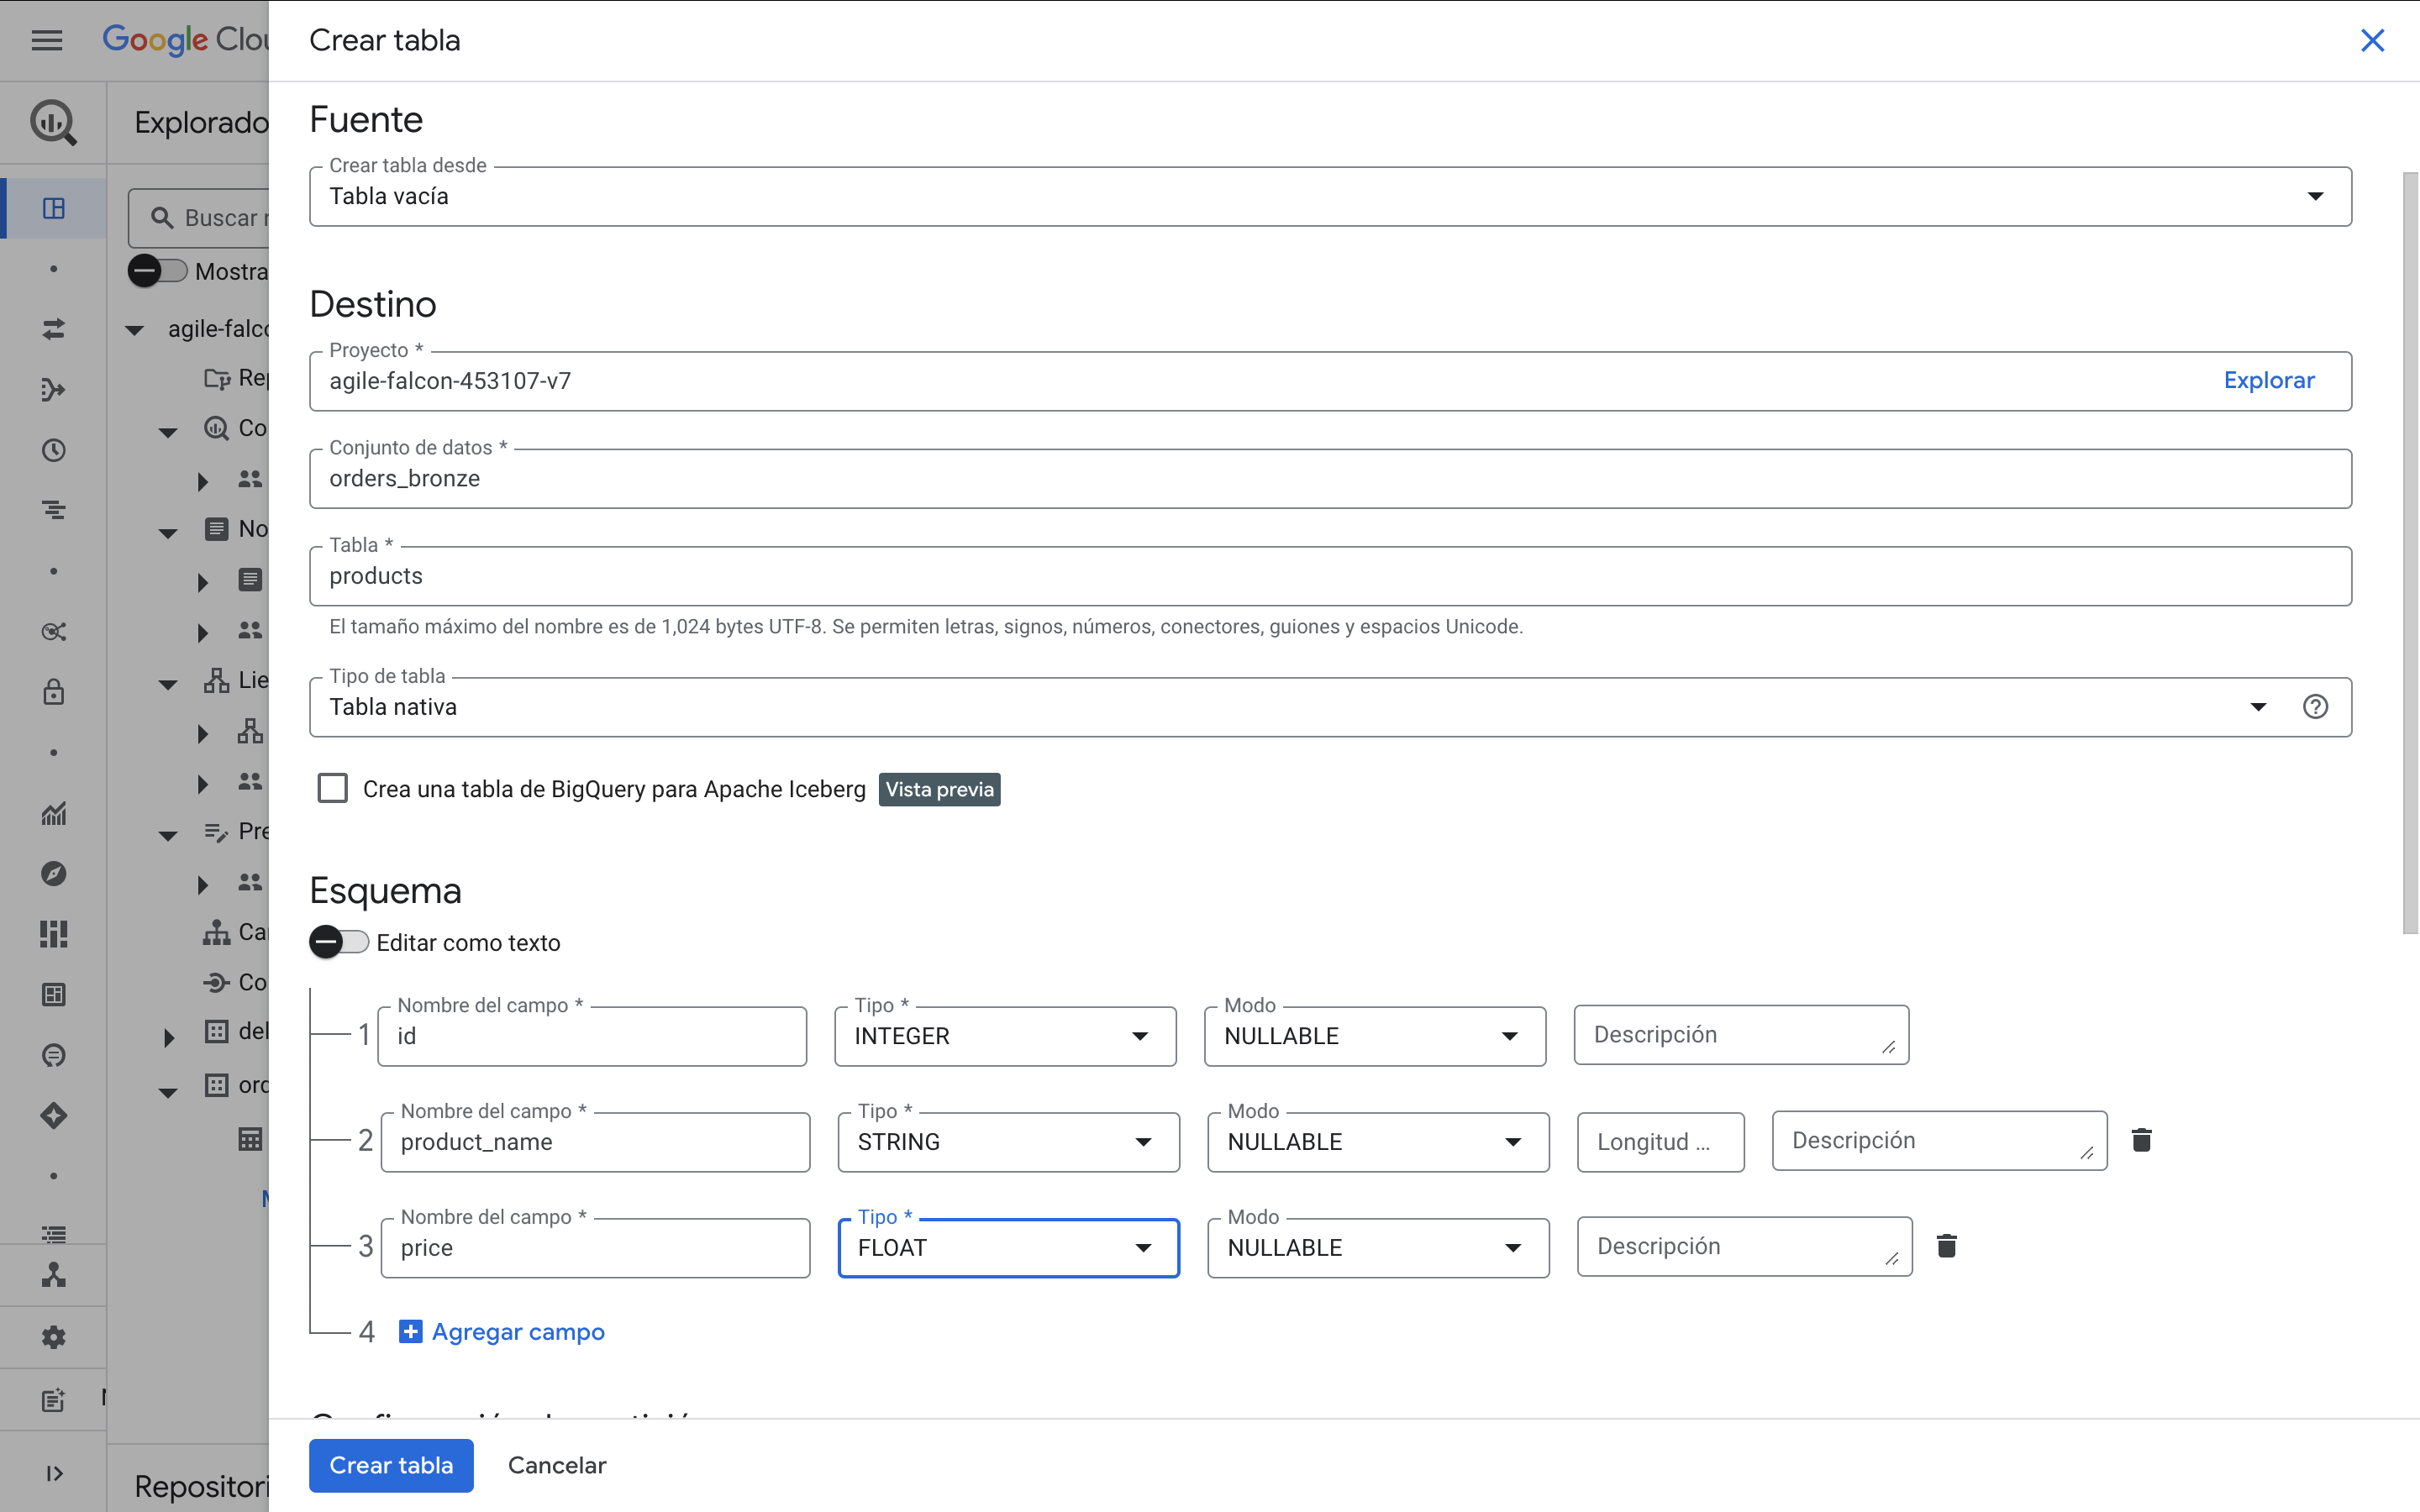 Google Clou
Crear tabla
Explorado
Buscar r
Mostra
agile-falco
Rep
Co
No
Lie
Pre
Ca
Co
del
ord
Repositori
Fuente
Crear tabla desde
Tabla vacía
Destino
Proyecto *
agile-falcon-453107-v7
Explorar
Conjunto de datos *
orders_bronze
Tabla *
products
El tamaño máximo del nombre es de 1,024 bytes UTF-8. Se permiten letras, signos, números, conectores, guiones y espacios Unicode.
Tipo de tabla
Tabla nativa
Crea una tabla de BigQuery para Apache Iceberg Vista previa
Esquema
Editar como texto
Nombre del campo * Tipo * Modo
1 id INTEGER NULLABLE Descripción
Nombre del campo * Tipo * Modo
2 product_name STRING NULLABLE Longitud ... Descripción
Nombre del campo * Tipo * Modo
3 price FLOAT NULLABLE Descripción
4 Agregar campo
Crear tabla Cancelar